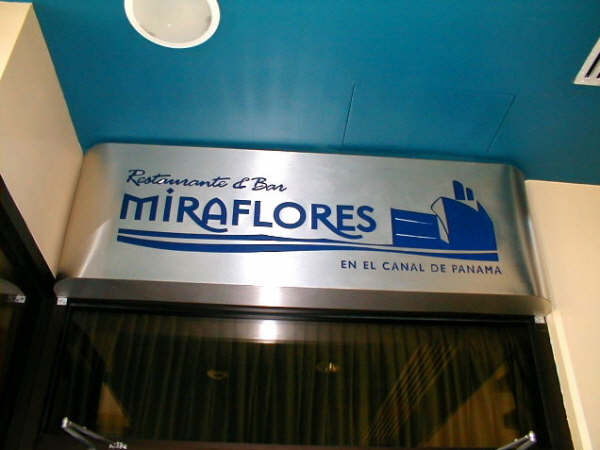 Restaurante & Bar
MiRAFLORES
EN EL CANAL DE PANAMA